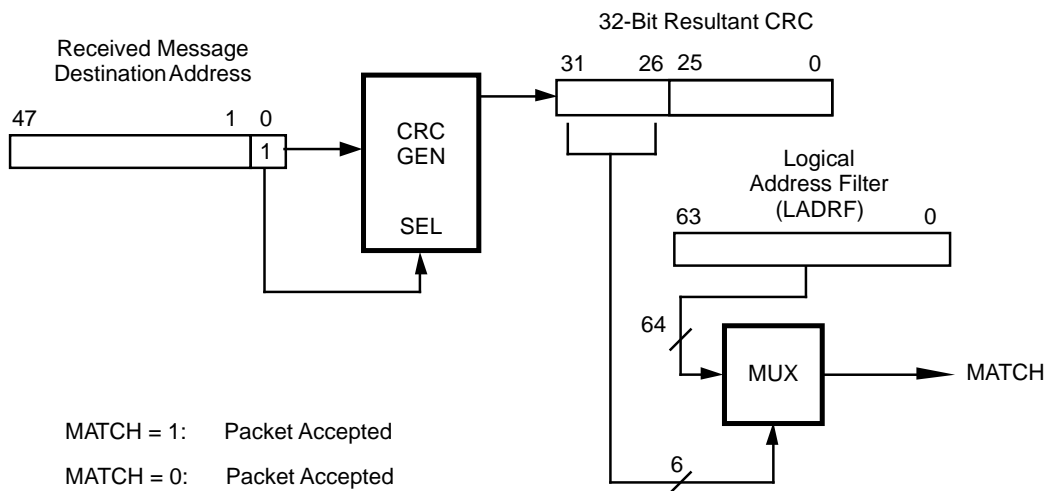 32-Bit Resultant CRC
Received Message
Destination Address
31 26 25 0
47 1 0
1
CRC
GEN
SEL
Logical
Address Filter
(LADRF)
63 0
64
MUX
MATCH
6
MATCH = 1: Packet Accepted
MATCH = 0: Packet Accepted